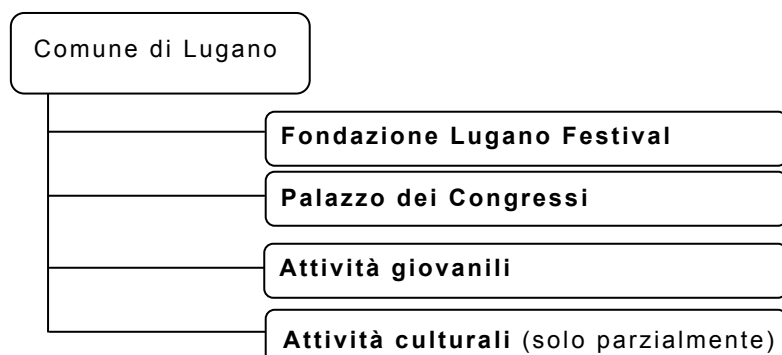 Comune di Lugano
Fondazione Lugano Festival
Palazzo dei Congressi
Attività giovanili
Attività culturali (solo parzialmente)